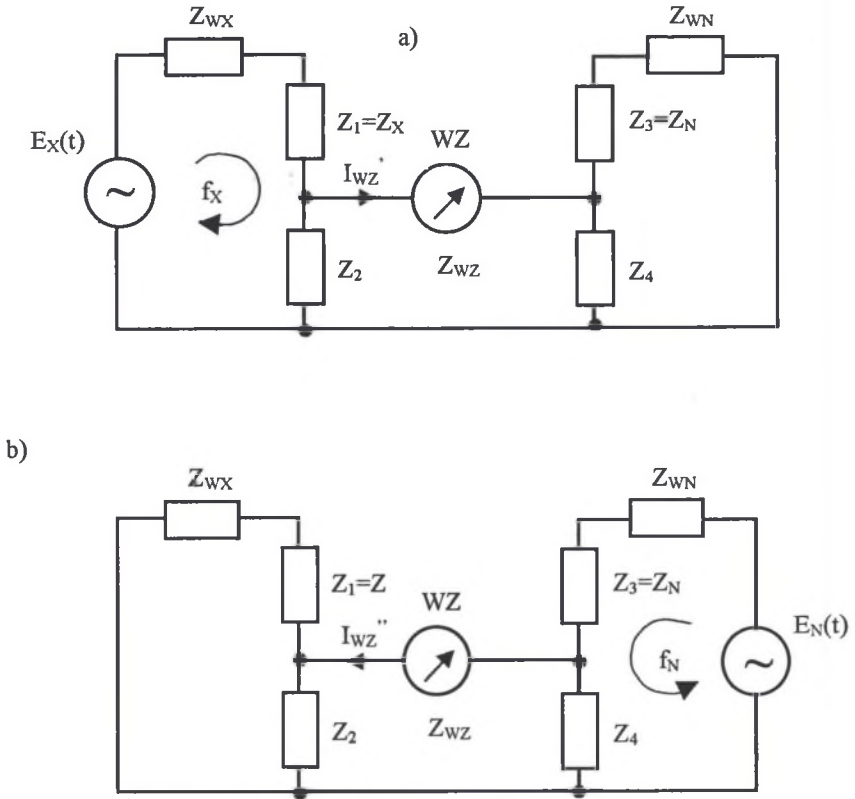 Z_WX
a)
Z_WN
Z_1=Z_X
Z_3=Z_N
E_X(t)
WZ
I_WZ'
f_X
~
Z_2
Z_WZ
Z_4
b)
Z_WX
Z_WN
Z_1=Z
Z_3=Z_N
WZ
E_N(t)
I_WZ''
f_N
~
Z_2
Z_WZ
Z_4